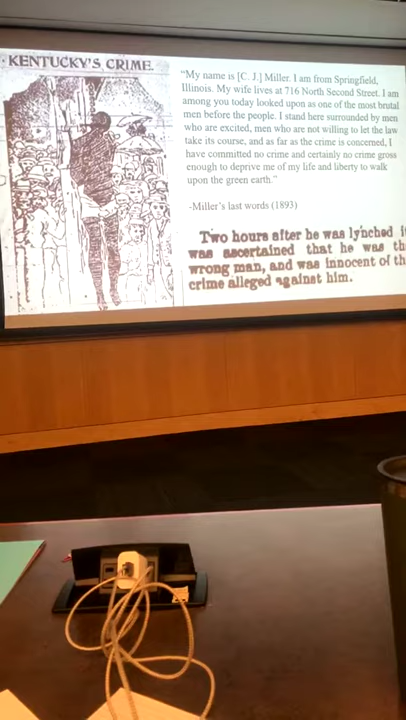 KENTUCKY'S CRIME.
“My name is [C. J.] Miller. I am from Springfield,
Illinois. My wife lives at 716 North Second Street. I am
among you today looked upon as one of the most brutal
men before the people. I stand here surrounded by men
who are excited, men who are not willing to let the law
take its course, and as far as the crime is concerned, I
have committed no crime and certainly no crime gross
enough to deprive me of my life and liberty to walk
upon the green earth.”
-Miller's last words (1893)
Two hours after he was lynched i
was ascertained that he was th
wrong man, and was innocent of th
crime alleged against him.